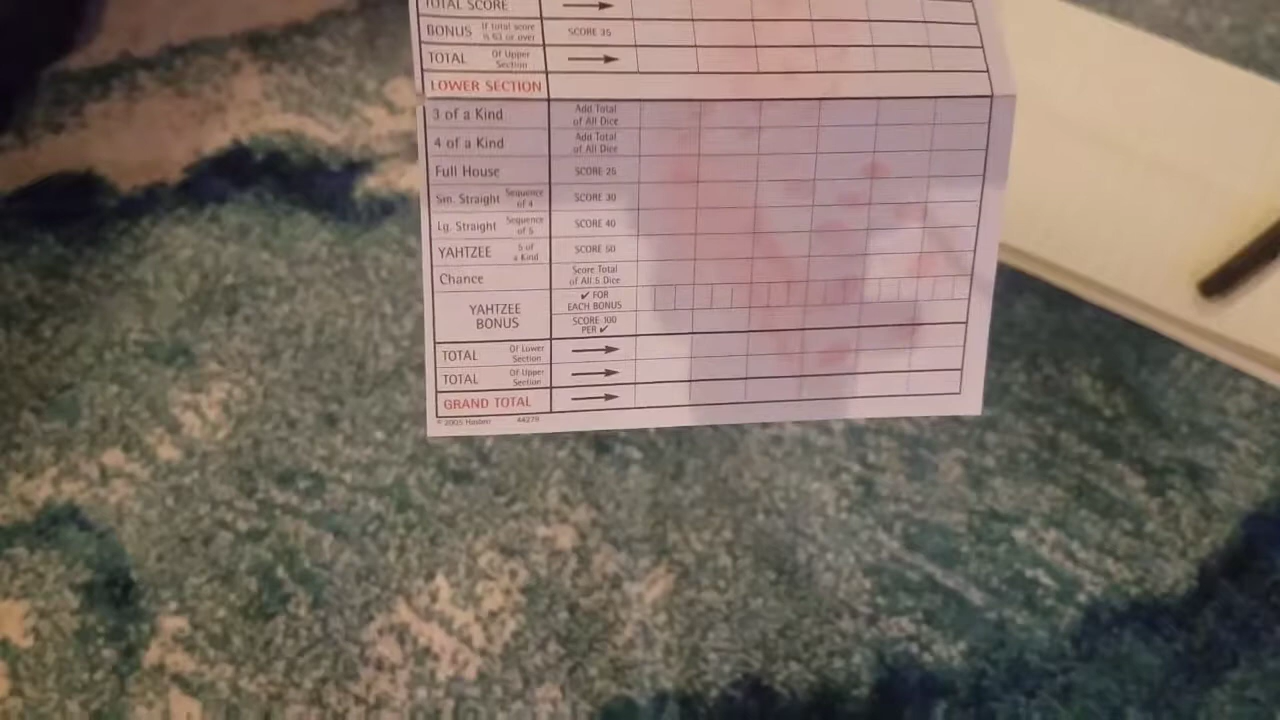 TOTAL SCORE
BONUS If total score is 63 or over SCORE 35
TOTAL Of Upper Section
LOWER SECTION
3 of a Kind Add Total of All Dice
4 of a Kind Add Total of All Dice
Full House SCORE 25
Sm. Straight Sequence of 4 SCORE 30
Lg. Straight Sequence of 5 SCORE 40
YAHTZEE 5 of a Kind SCORE 50
Chance Score Total of All 5 Dice
YAHTZEE BONUS ✔ FOR EACH BONUS
SCORE 100 PER ✔
TOTAL Of Lower Section
TOTAL Of Upper Section
GRAND TOTAL
© 2005 Hasbro 44279